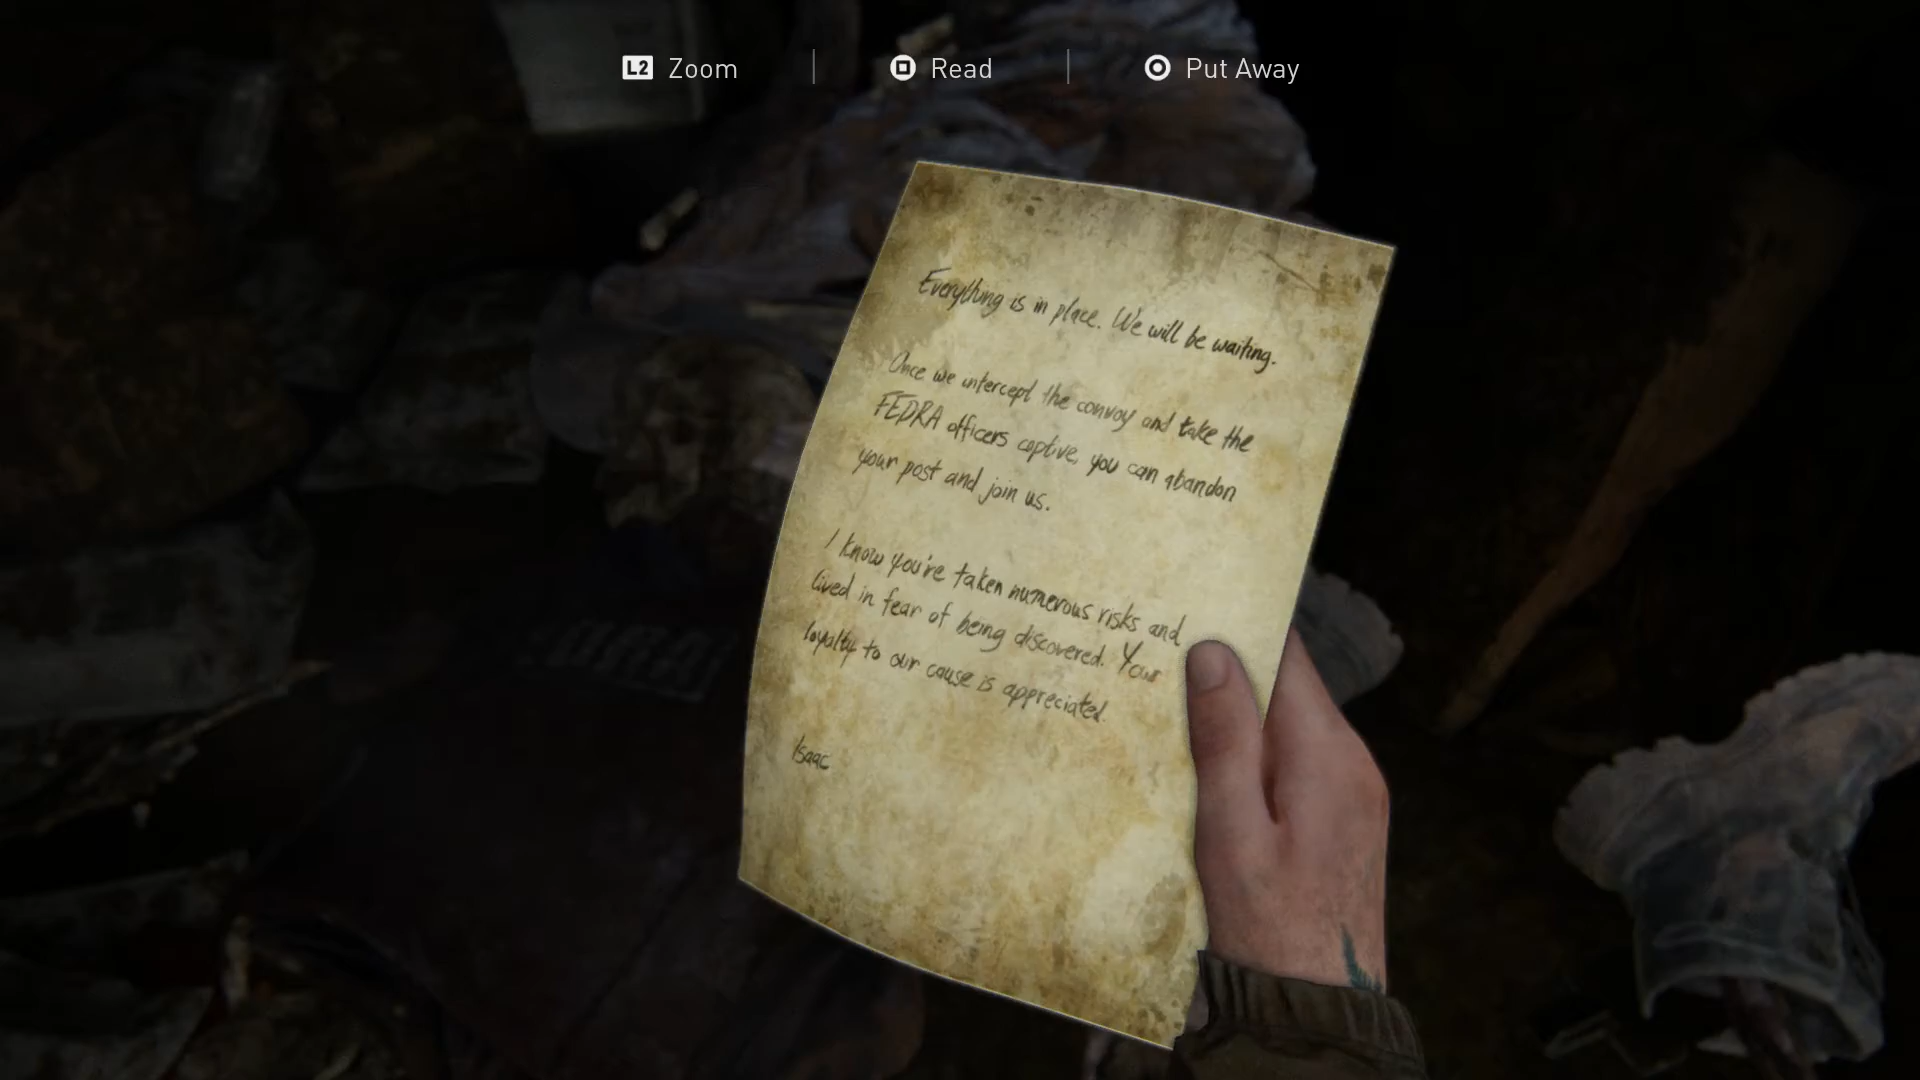 L2 Zoom | Read | Put Away
Everything is in place. We will be waiting.
Once we intercept the convoy and take the
FEDRA officers captive, you can abandon
your post and join us.
I know you're taken numerous risks and
lived in fear of being discovered. Your
loyalty to our cause is appreciated.
Isaac